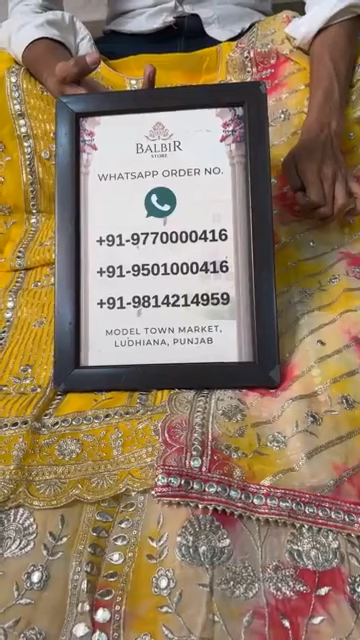 BALBIR
STORE
WHATSAPP ORDER NO.
+91-9770000416
+91-9501000416
+91-9814214959
MODEL TOWN MARKET,
LUDHIANA, PUNJAB